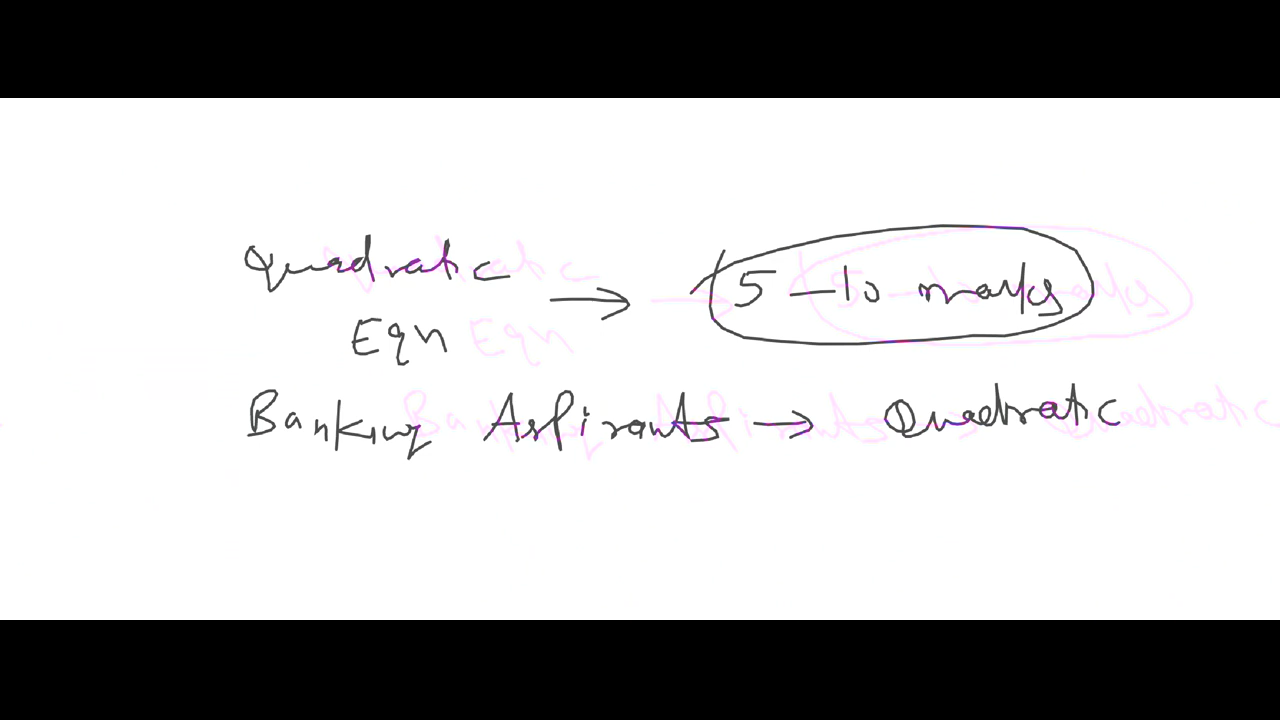 Quadratic
Eqn → 5-10 marks
Banking Aspirants → Quadratic